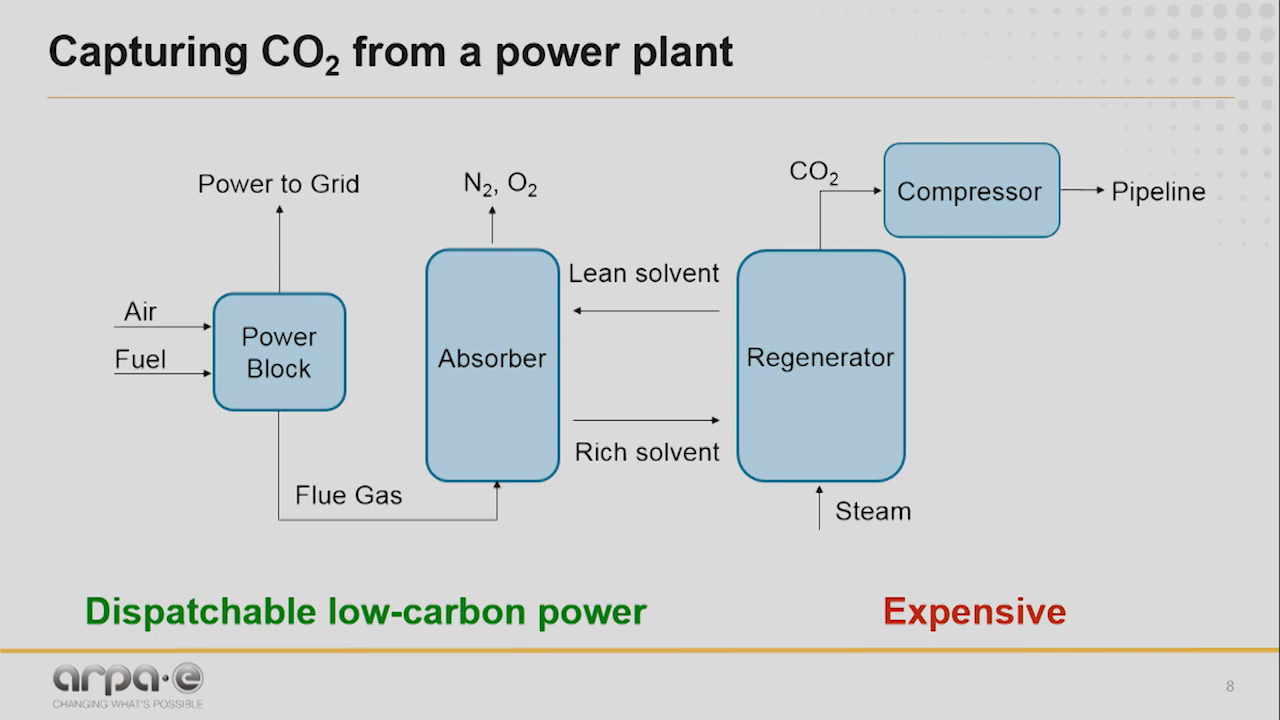 Capturing CO₂ from a power plant
Power to Grid
N₂, O₂
CO₂
Compressor
Pipeline
Air
Fuel
Power
Block
Absorber
Lean solvent
Rich solvent
Regenerator
Flue Gas
Steam
Dispatchable low-carbon power
Expensive
arpa·e
CHANGING WHAT'S POSSIBLE
8